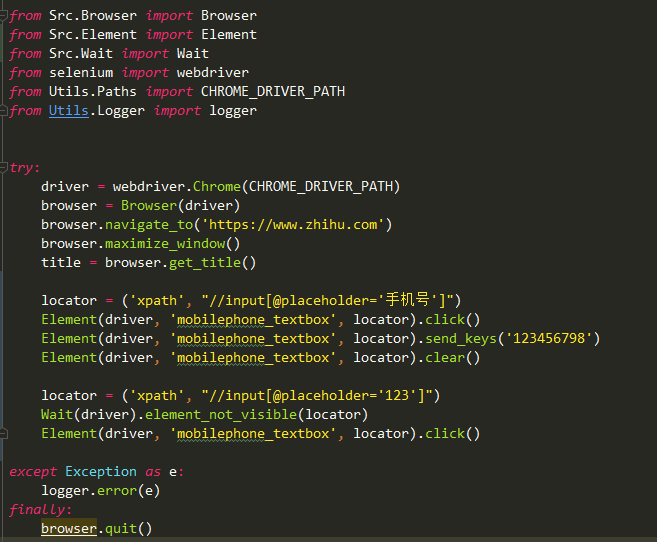 from Src.Browser import Browser
from Src.Element import Element
from Src.Wait import Wait
from selenium import webdriver
from Utils.Paths import CHROME_DRIVER_PATH
from Utils.Logger import logger
try:
driver = webdriver.Chrome(CHROME_DRIVER_PATH)
browser = Browser(driver)
browser.navigate_to('https://www.zhihu.com')
browser.maximize_window()
title = browser.get_title()
locator = ('xpath', "//input[@placeholder='手机号']")
Element(driver, 'mobilephone_textbox', locator).click()
Element(driver, 'mobilephone_textbox', locator).send_keys('123456798')
Element(driver, 'mobilephone_textbox', locator).clear()
locator = ('xpath', "//input[@placeholder='123']")
Wait(driver).element_not_visible(locator)
Element(driver, 'mobilephone_textbox', locator).click()
except Exception as e:
logger.error(e)
finally:
browser.quit()